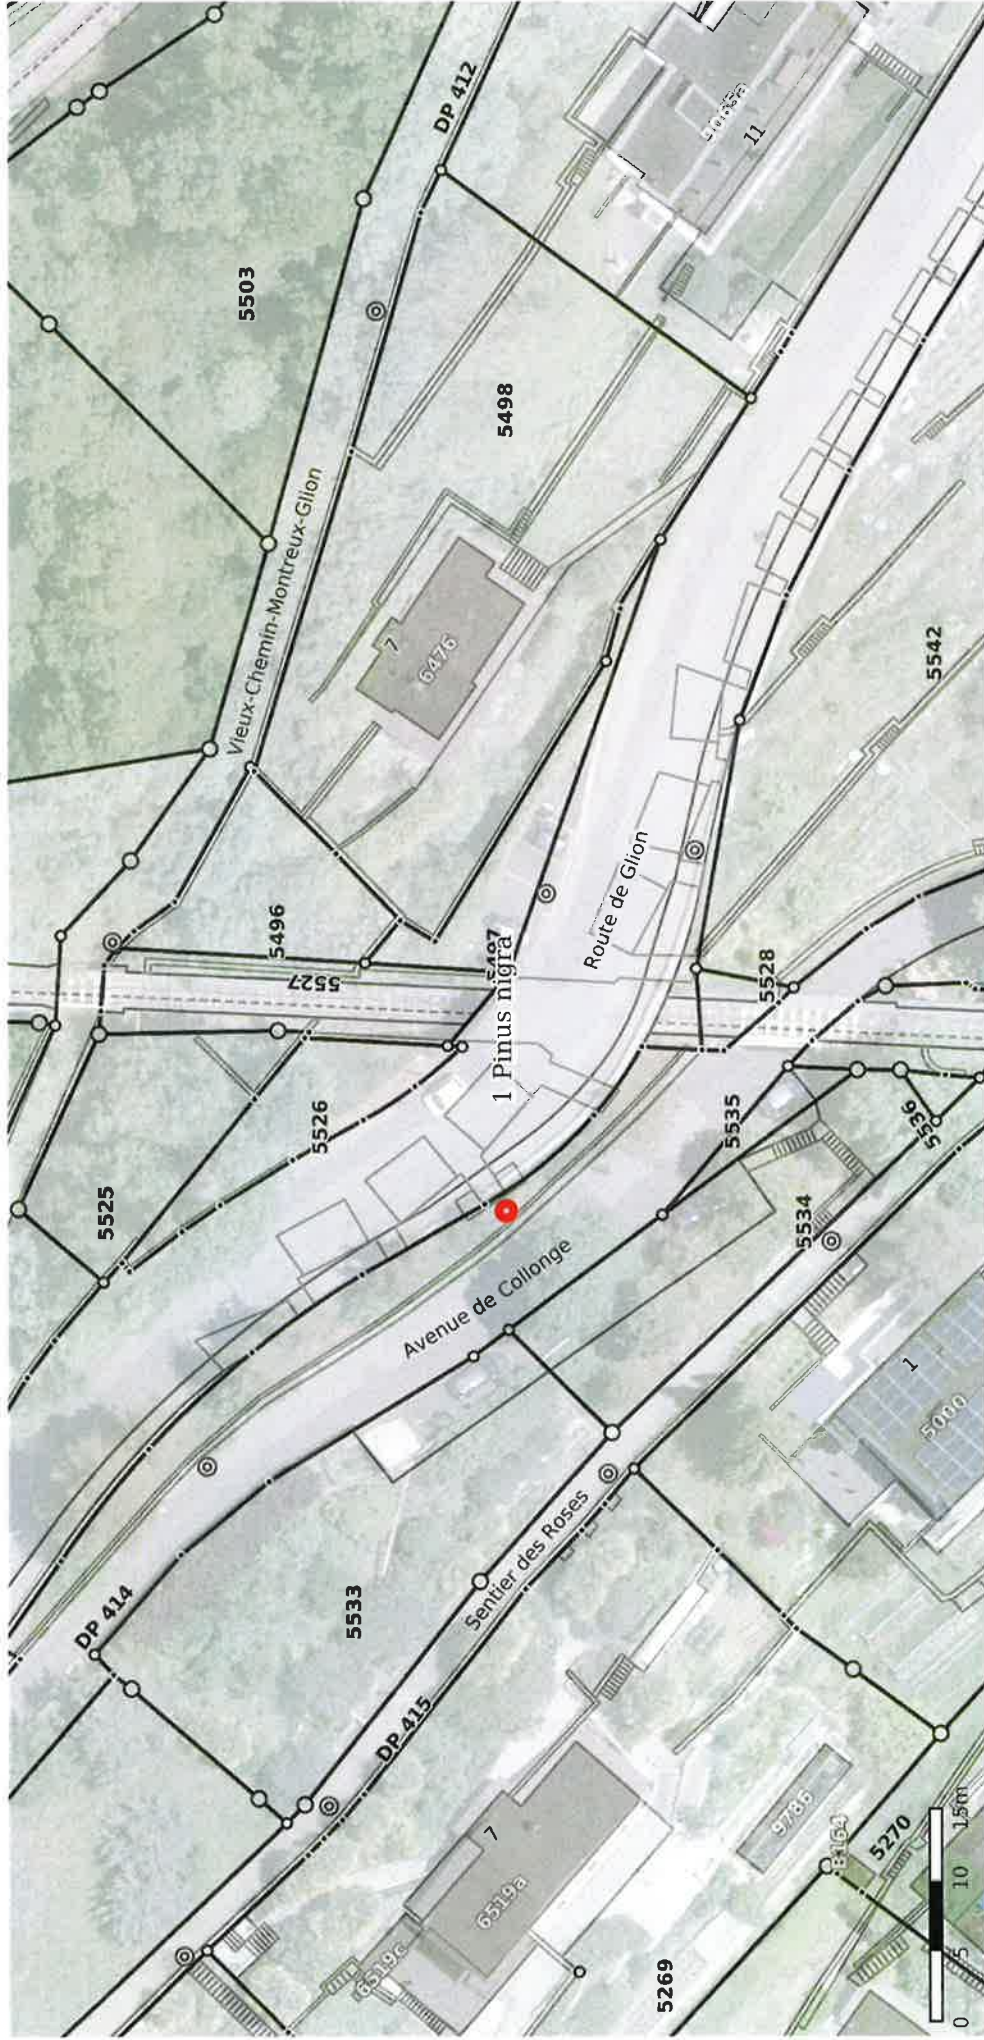 DP 412
5503
11
5498
Vieux-Chemin-Montreux-Glion
7
6476
5542
5496
5527
Route de Glion
1 Pinus nigra
5528
5526
5525
5535
5536
5534
Avenue de Collonge
1
5000
DP 414
5533
Sentier des Roses
DP 415
7
6519a
6519c
9786
B164
5270
5269
0 5 10 15m